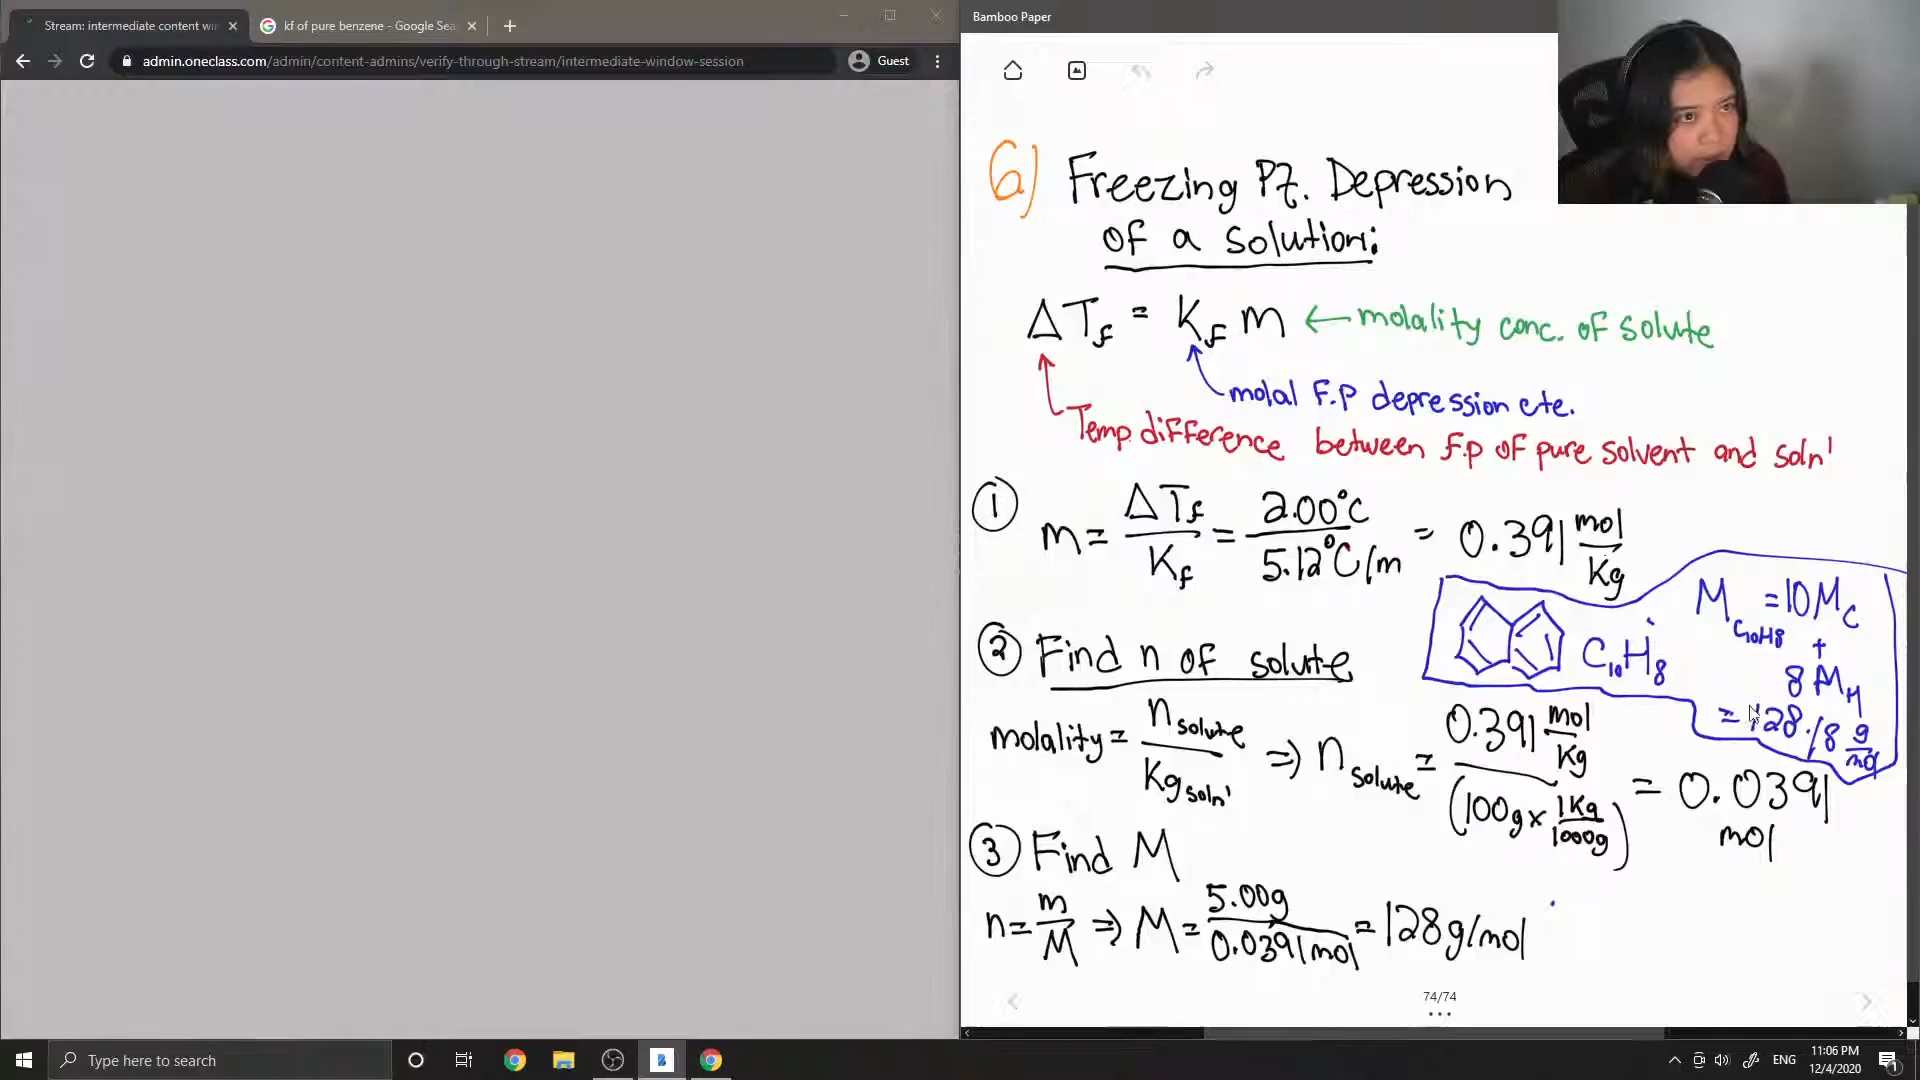 Stream: intermediate content wi
kf of pure benzene - Google Sea
admin.oneclass.com/admin/content-admins/verify-through-stream/intermediate-window-session
Guest
Bamboo Paper
6) Freezing Pt. Depression
of a solution:
ΔTf = Kf m ← molality conc. of solute
molal F.P depression cte.
Temp. difference between f.p of pure solvent and soln'
① m = ΔTf / Kf = 2.00°C / 5.12°C/m = 0.391 mol/Kg
C10H8
M C10H8 = 10 MC
+
8 MH
= 128.18 g/mol
② Find n of solute
molality = n solute / Kg soln' => n solute = 0.391 mol/Kg / (100g x 1Kg/1000g) = 0.0391
mol
③ Find M
n = m/M => M = 5.00g / 0.0391mol = 128g/mol
74/74
Type here to search
ENG
11:06 PM
12/4/2020
1